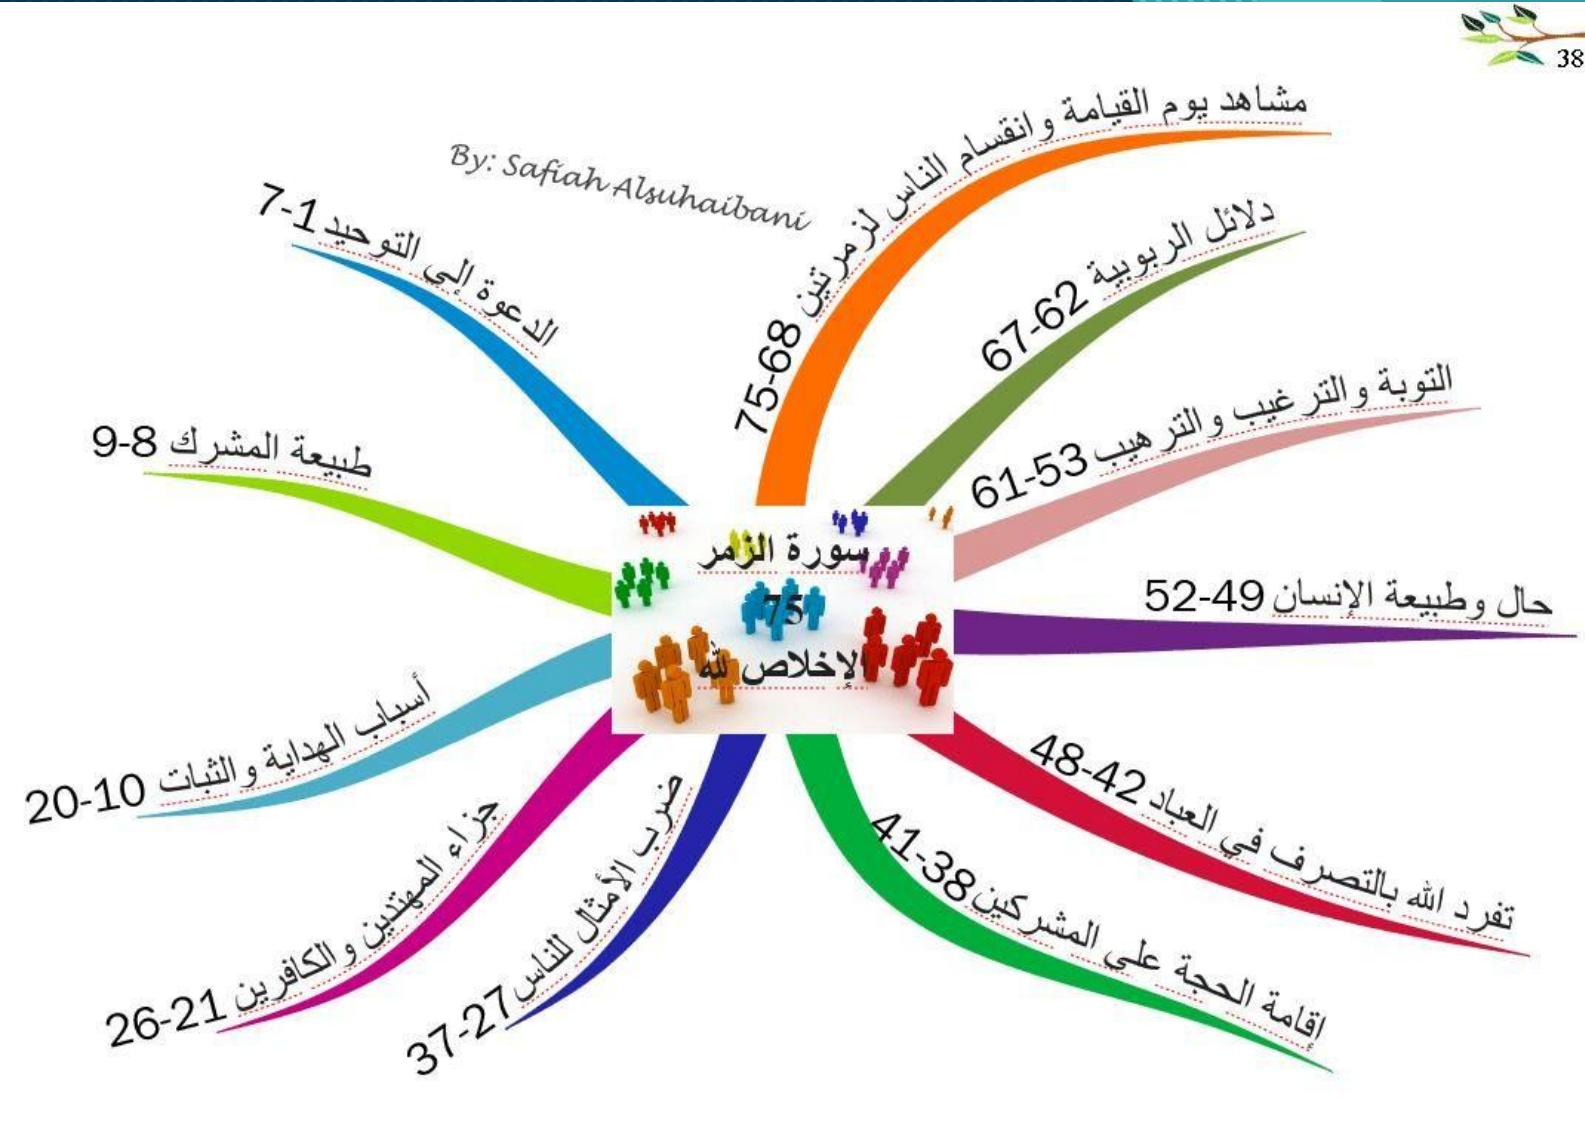 38
By: Safiah Alsuhaibani
سورة الزمر
75
الإخلاص لله
الدعوة إلى التوحيد 1-7
طبيعة المشرك 8-9
أسباب الهداية والثبات 10-20
جزاء المهتدين والكافرين 21-26
ضرب الأمثال للناس 27-37
إقامة الحجة على المشركين 38-41
تفرد الله بالتصرف في العباد 42-48
حال وطبيعة الإنسان 49-52
التوبة والترغيب والترهيب 53-61
دلائل الربوبية 62-67
مشاهد يوم القيامة وانقسام الناس لزمرتين 68-75